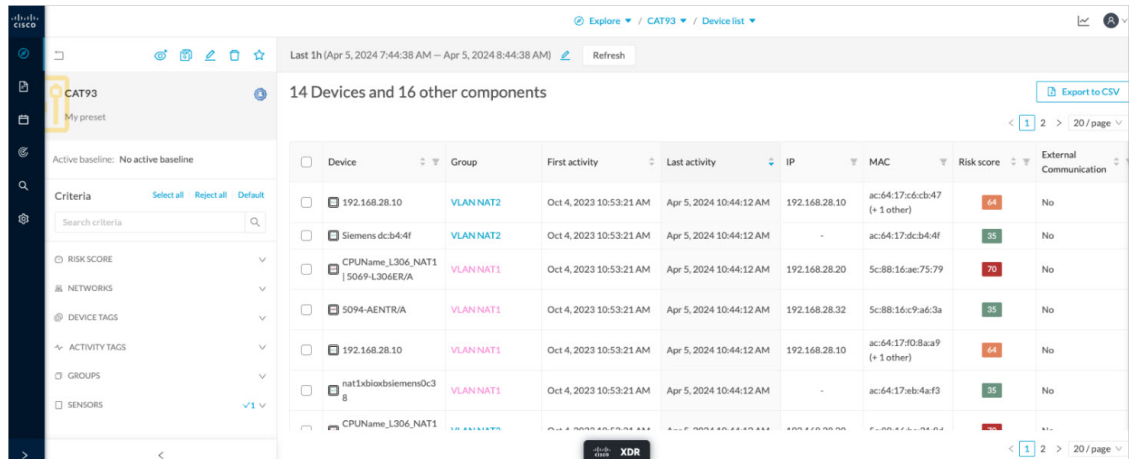 cisco
Explore / CAT93 / Device list
Last 1h (Apr 5, 2024 7:44:38 AM — Apr 5, 2024 8:44:38 AM) Refresh
CAT93
My preset
14 Devices and 16 other components
Export to CSV
< 1 2 > 20 / page
Active baseline: No active baseline
Criteria Select all Reject all Default
Search criteria
RISK SCORE
NETWORKS
DEVICE TAGS
ACTIVITY TAGS
GROUPS
SENSORS 1
Device Group First activity Last activity IP MAC Risk score External Communication
192.168.28.10 VLAN NAT2 Oct 4, 2023 10:53:21 AM Apr 5, 2024 10:44:12 AM 192.168.28.10 ac:64:17:c6:cb:47 (+ 1 other) 64 No
Siemens dc:b4:4f VLAN NAT2 Oct 4, 2023 10:53:21 AM Apr 5, 2024 10:44:12 AM - ac:64:17:dc:b4:4f 35 No
CPUName_L306_NAT1 | 5069-L306ER/A VLAN NAT1 Oct 4, 2023 10:53:21 AM Apr 5, 2024 10:44:12 AM 192.168.28.20 5c:88:16:ae:75:79 70 No
5094-AENTR/A VLAN NAT1 Oct 4, 2023 10:53:21 AM Apr 5, 2024 10:44:12 AM 192.168.28.32 5c:88:16:c9:a6:3a 35 No
192.168.28.10 VLAN NAT1 Oct 4, 2023 10:53:21 AM Apr 5, 2024 10:44:12 AM 192.168.28.10 ac:64:17:f0:8a:a9 (+ 1 other) 64 No
nat1xbioxbsiemens0c38 VLAN NAT1 Oct 4, 2023 10:53:21 AM Apr 5, 2024 10:44:12 AM - ac:64:17:eb:4a:f3 35 No
CPUName_L306_NAT1
cisco XDR
< 1 2 > 20 / page